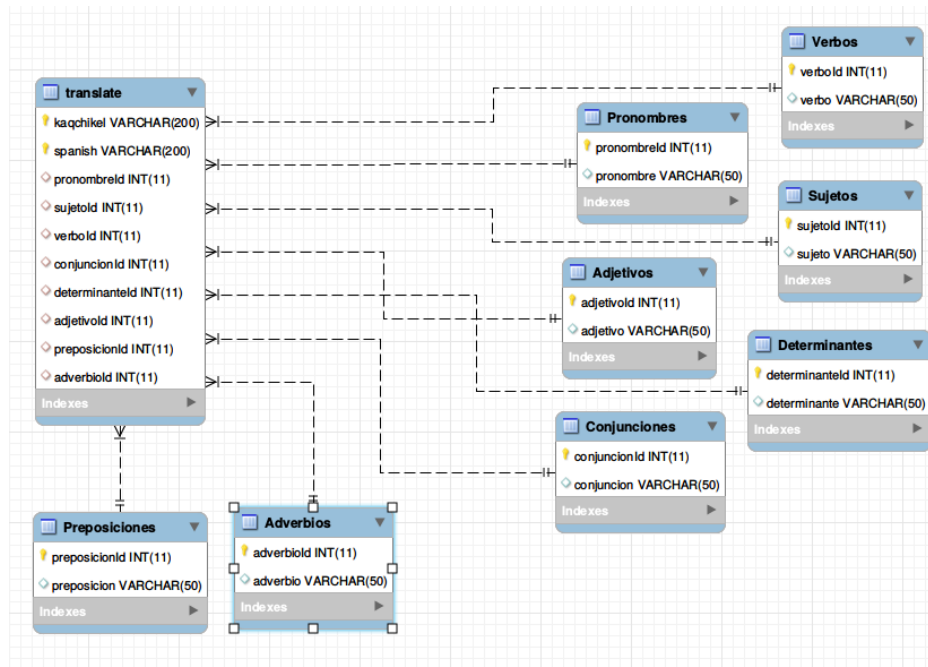 translate
kaqchikel VARCHAR(200)
spanish VARCHAR(200)
pronombreId INT(11)
sujetoId INT(11)
verboId INT(11)
conjuncionId INT(11)
determinanteId INT(11)
adjetivoId INT(11)
preposicionId INT(11)
adverbioId INT(11)
Indexes
Verbos
verboId INT(11)
verbo VARCHAR(50)
Indexes
Pronombres
pronombreId INT(11)
pronombre VARCHAR(50)
Indexes
Sujetos
sujetoId INT(11)
sujeto VARCHAR(50)
Indexes
Adjetivos
adjetivoId INT(11)
adjetivo VARCHAR(50)
Indexes
Determinantes
determinanteId INT(11)
determinante VARCHAR(50)
Indexes
Conjunciones
conjuncionId INT(11)
conjuncion VARCHAR(50)
Indexes
Preposiciones
preposicionId INT(11)
preposicion VARCHAR(50)
Indexes
Adverbios
adverbioId INT(11)
adverbio VARCHAR(50)
Indexes